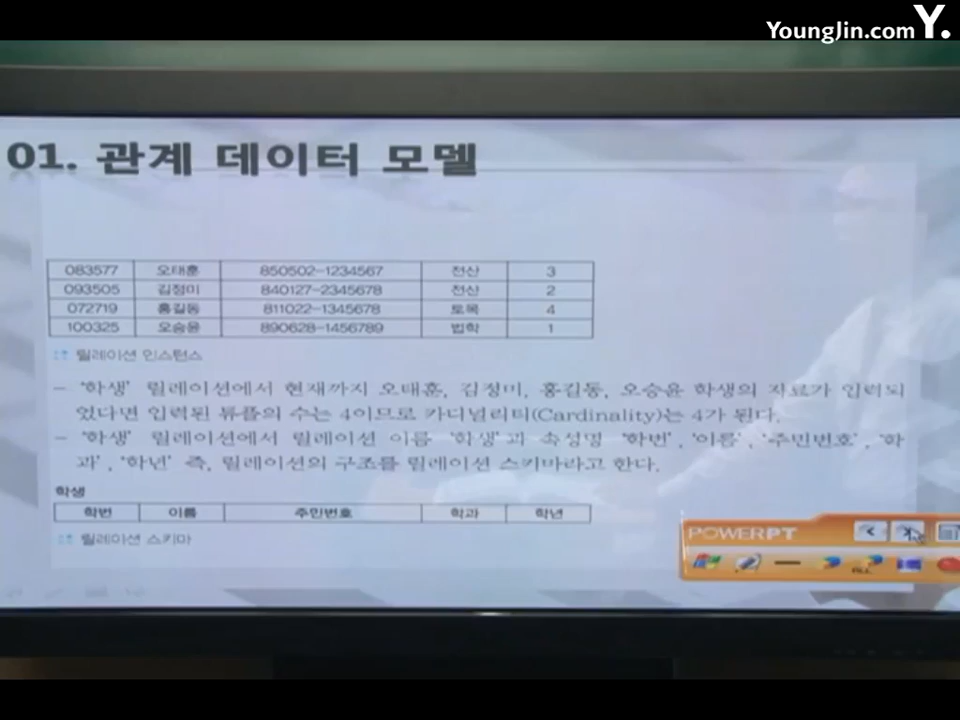 YoungJin.com Y.
01. 관계 데이터 모델
083577 오태훈 850502-1234567 전산 3
093505 김정미 840127-2345678 전산 2
072719 홍길동 811022-1345678 토목 4
100325 오승윤 890628-1456789 법학 1
릴레이션 인스턴스
- '학생' 릴레이션에서 현재까지 오태훈, 김정미, 홍길동, 오승윤 학생의 자료가 입력되
었다면 입력된 튜플의 수는 4이므로 카디널리티(Cardinality)는 4가 된다.
- '학생' 릴레이션에서 릴레이션 이름 '학생'과 속성명 '학번', '이름', '주민번호', '학
과', '학년' 즉, 릴레이션의 구조를 릴레이션 스키마라고 한다.
학생
학번 이름 주민번호 학과 학년
릴레이션 스키마
POWERPT
ALL